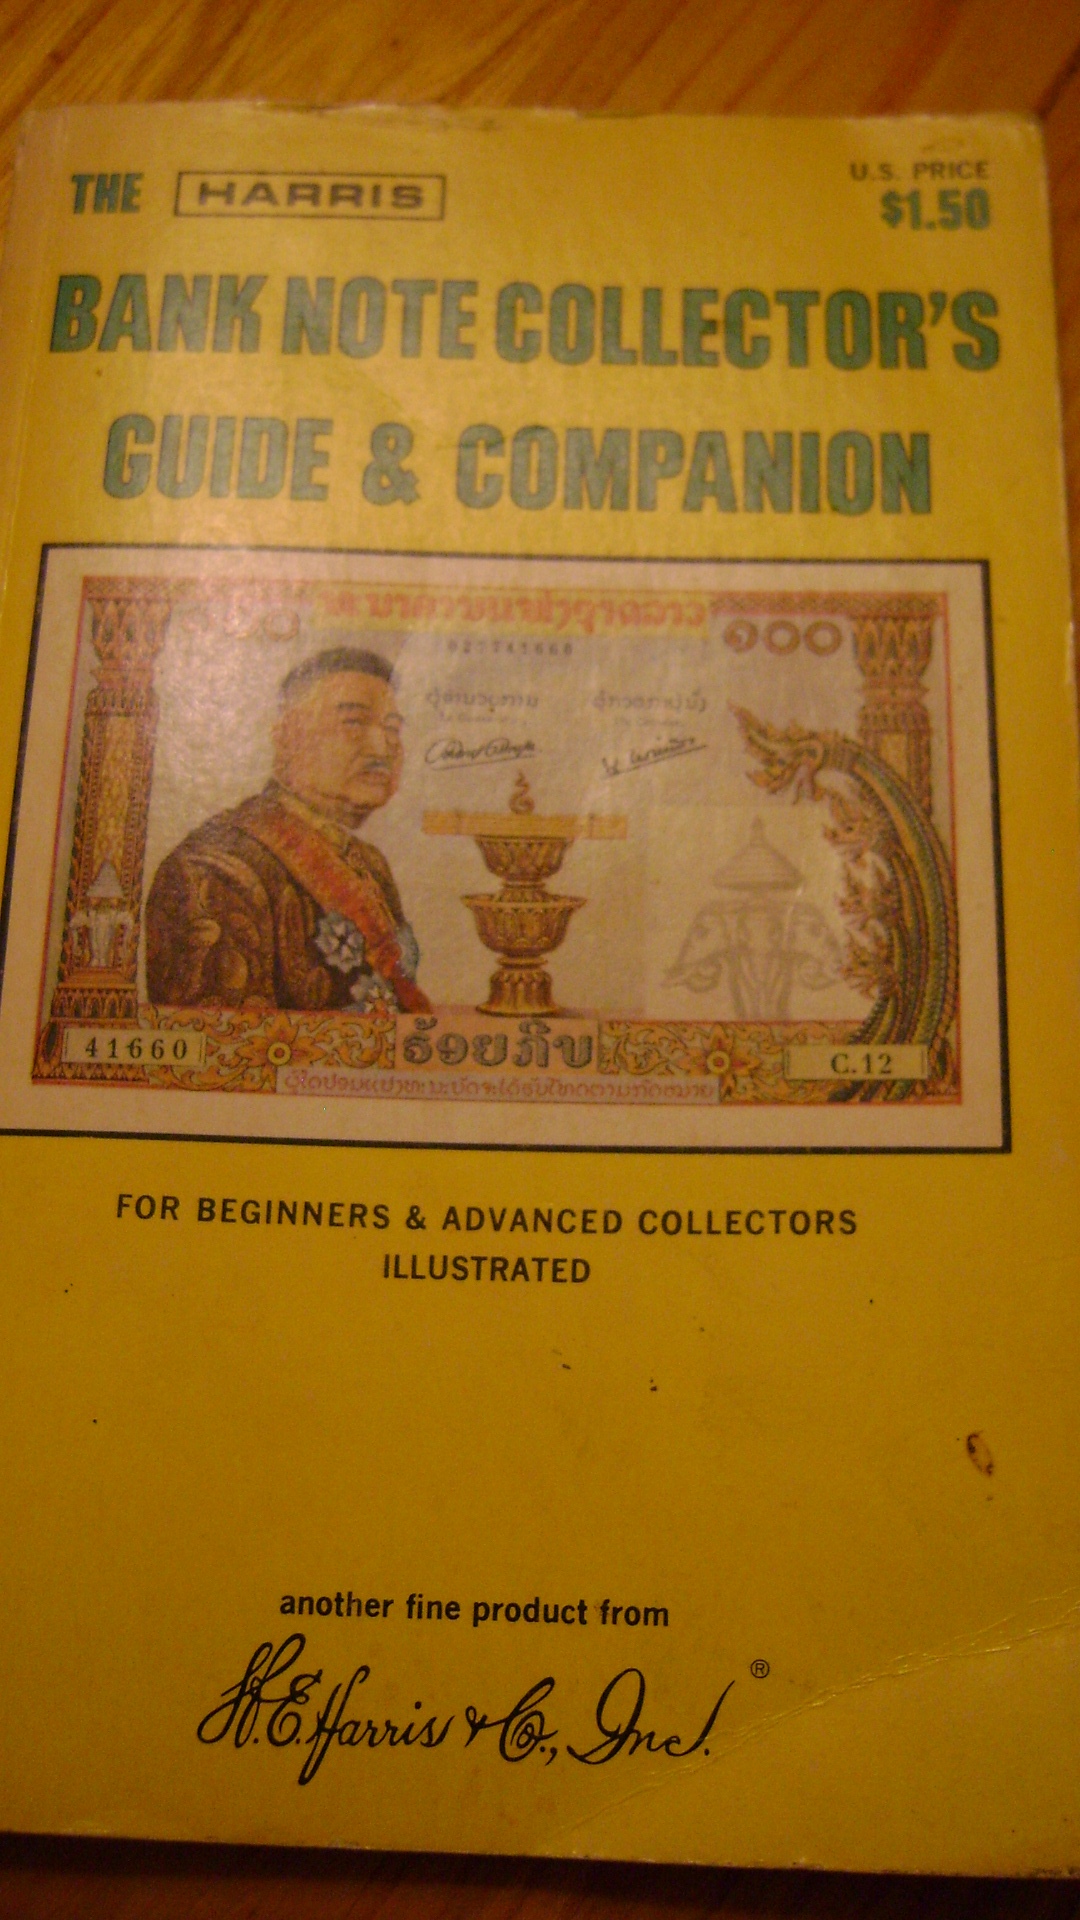 THE HARRIS
U.S. PRICE
$1.50
BANK NOTE COLLECTOR'S
GUIDE & COMPANION
໑໐໐
41660
ຮ້ອຍກີບ
C.12
FOR BEGINNERS & ADVANCED COLLECTORS
ILLUSTRATED
another fine product from
H.E. Harris & Co., Inc. ®